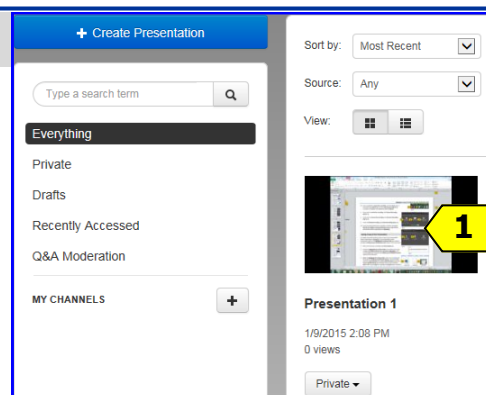 + Create Presentation
Type a search term
Everything
Private
Drafts
Recently Accessed
Q&A Moderation
MY CHANNELS
+
Sort by: Most Recent
Source: Any
View:
1
Presentation 1
1/9/2015 2:08 PM
0 views
Private